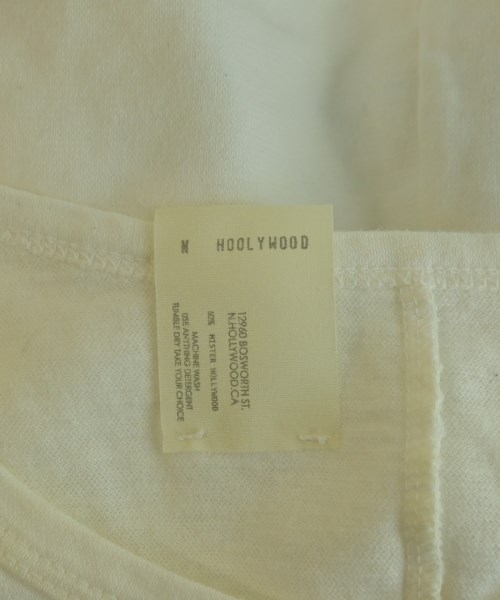 N HOOLYWOOD
12960 BOSWORTH ST.
N.HOLLYWOOD.CA
MISTER HOLLYWOOD
MACHINE WASH
USE ANYTHING DETERGENT
TUMBLE DRY TAKE YOUR CHOICE